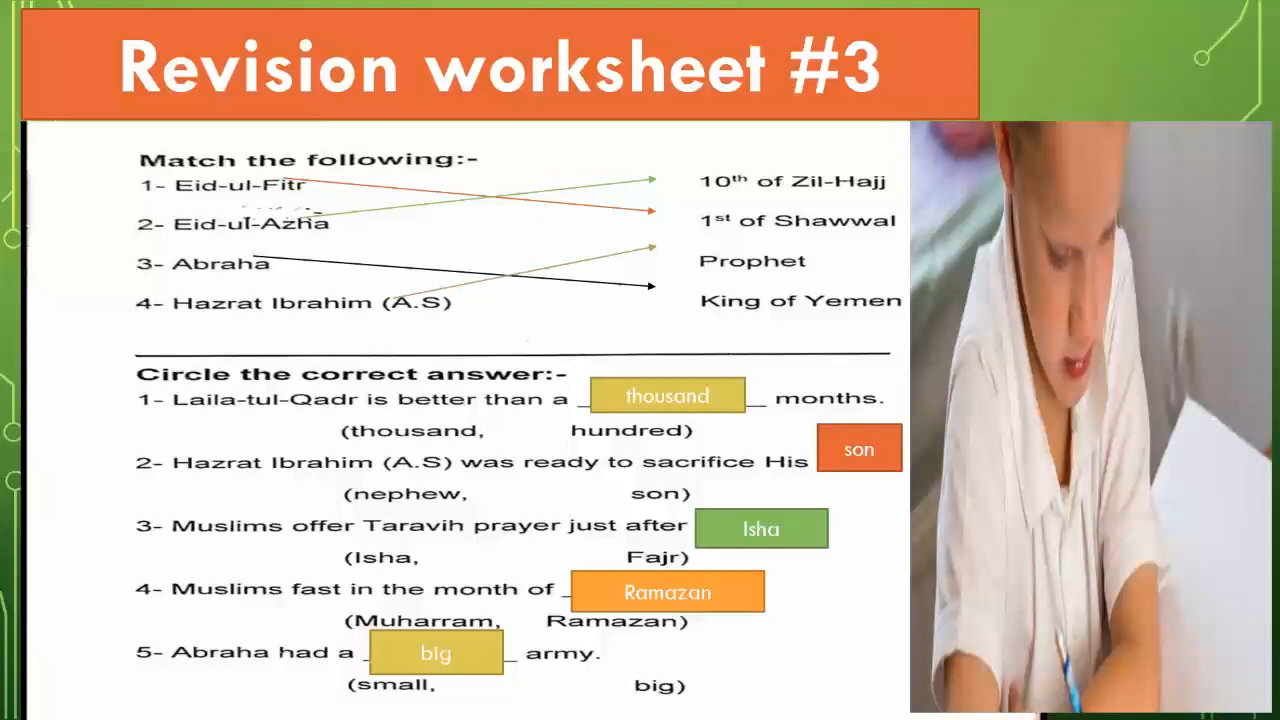 Revision worksheet #3
Match the following:-
1- Eid-ul-Fitr 10th of Zil-Hajj
2- Eid-ul-Azha 1st of Shawwal
3- Abraha Prophet
4- Hazrat Ibrahim (A.S) King of Yemen
Circle the correct answer:-
1- Laila-tul-Qadr is better than a _thousand_ months.
(thousand, hundred)
2- Hazrat Ibrahim (A.S) was ready to sacrifice His son
(nephew, son)
3- Muslims offer Taravih prayer just after Isha
(Isha, Fajr)
4- Muslims fast in the month of _Ramazan
(Muharram, Ramazan)
5- Abraha had a _big_ army.
(small, big)